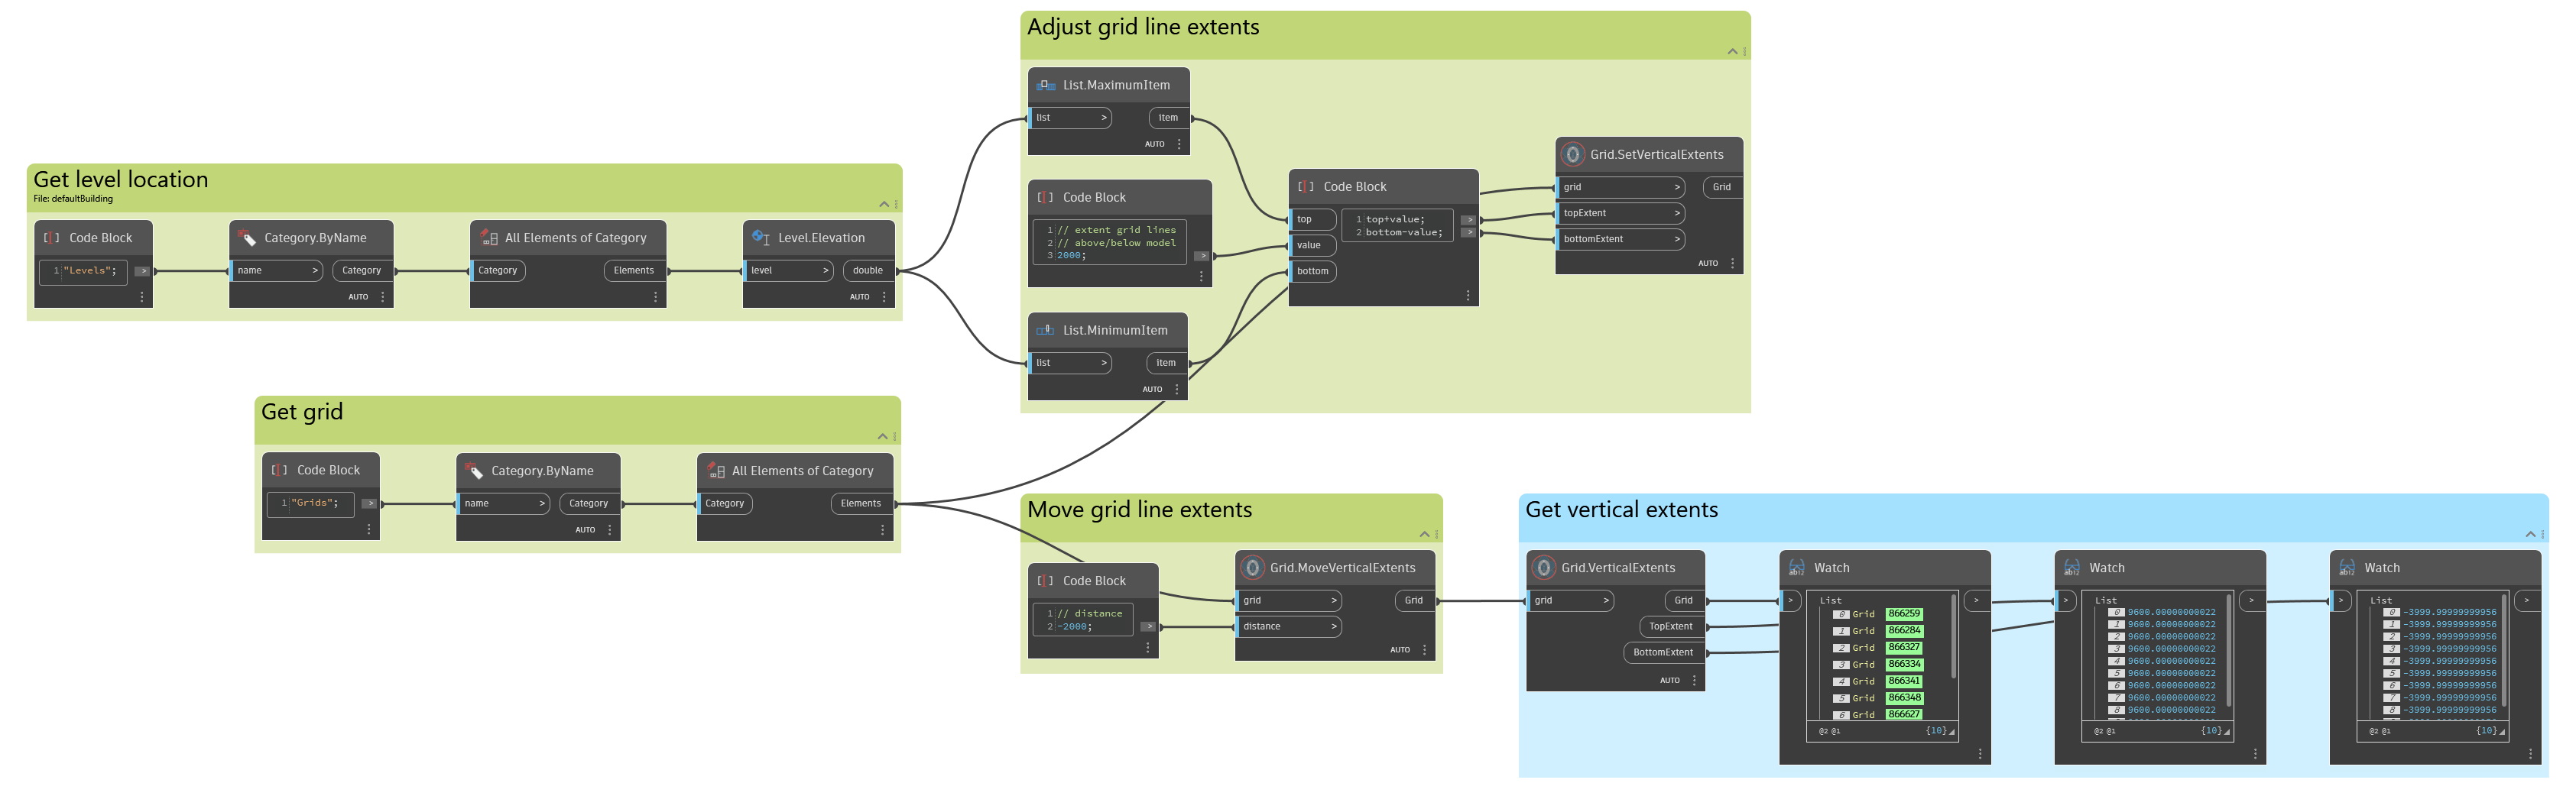 Adjust grid line extents
List.MaximumItem
list >
item
AUTO
Code Block
1 // extent grid lines
2 // above/below model
3 2000;
>
List.MinimumItem
list >
item
AUTO
Code Block
top
value
bottom
1 top+value;
2 bottom-value;
>
>
Grid.SetVerticalExtents
grid >
Grid
topExtent >
bottomExtent >
AUTO
Get level location
File: defaultBuilding
Code Block
1 "Levels";
>
Category.ByName
name >
Category
AUTO
All Elements of Category
Category
Elements
Level.Elevation
level >
double
AUTO
Get grid
Code Block
1 "Grids";
>
Category.ByName
name >
Category
AUTO
All Elements of Category
Category
Elements
Move grid line extents
Code Block
1 // distance
2 -2000;
>
Grid.MoveVerticalExtents
grid >
Grid
distance >
AUTO
Get vertical extents
Grid.VerticalExtents
grid >
Grid
TopExtent
BottomExtent
AUTO
Watch
>
>
List
0 Grid 866259
1 Grid 866284
2 Grid 866327
3 Grid 866334
4 Grid 866341
5 Grid 866348
6 Grid 866627
@2 @1
{10}
Watch
>
>
List
0 9600.00000000022
1 9600.00000000022
2 9600.00000000022
3 9600.00000000022
4 9600.00000000022
5 9600.00000000022
6 9600.00000000022
7 9600.00000000022
8 9600.00000000022
@2 @1
{10}
Watch
>
>
List
0 -3999.99999999956
1 -3999.99999999956
2 -3999.99999999956
3 -3999.99999999956
4 -3999.99999999956
5 -3999.99999999956
6 -3999.99999999956
7 -3999.99999999956
8 -3999.99999999956
@2 @1
{10}